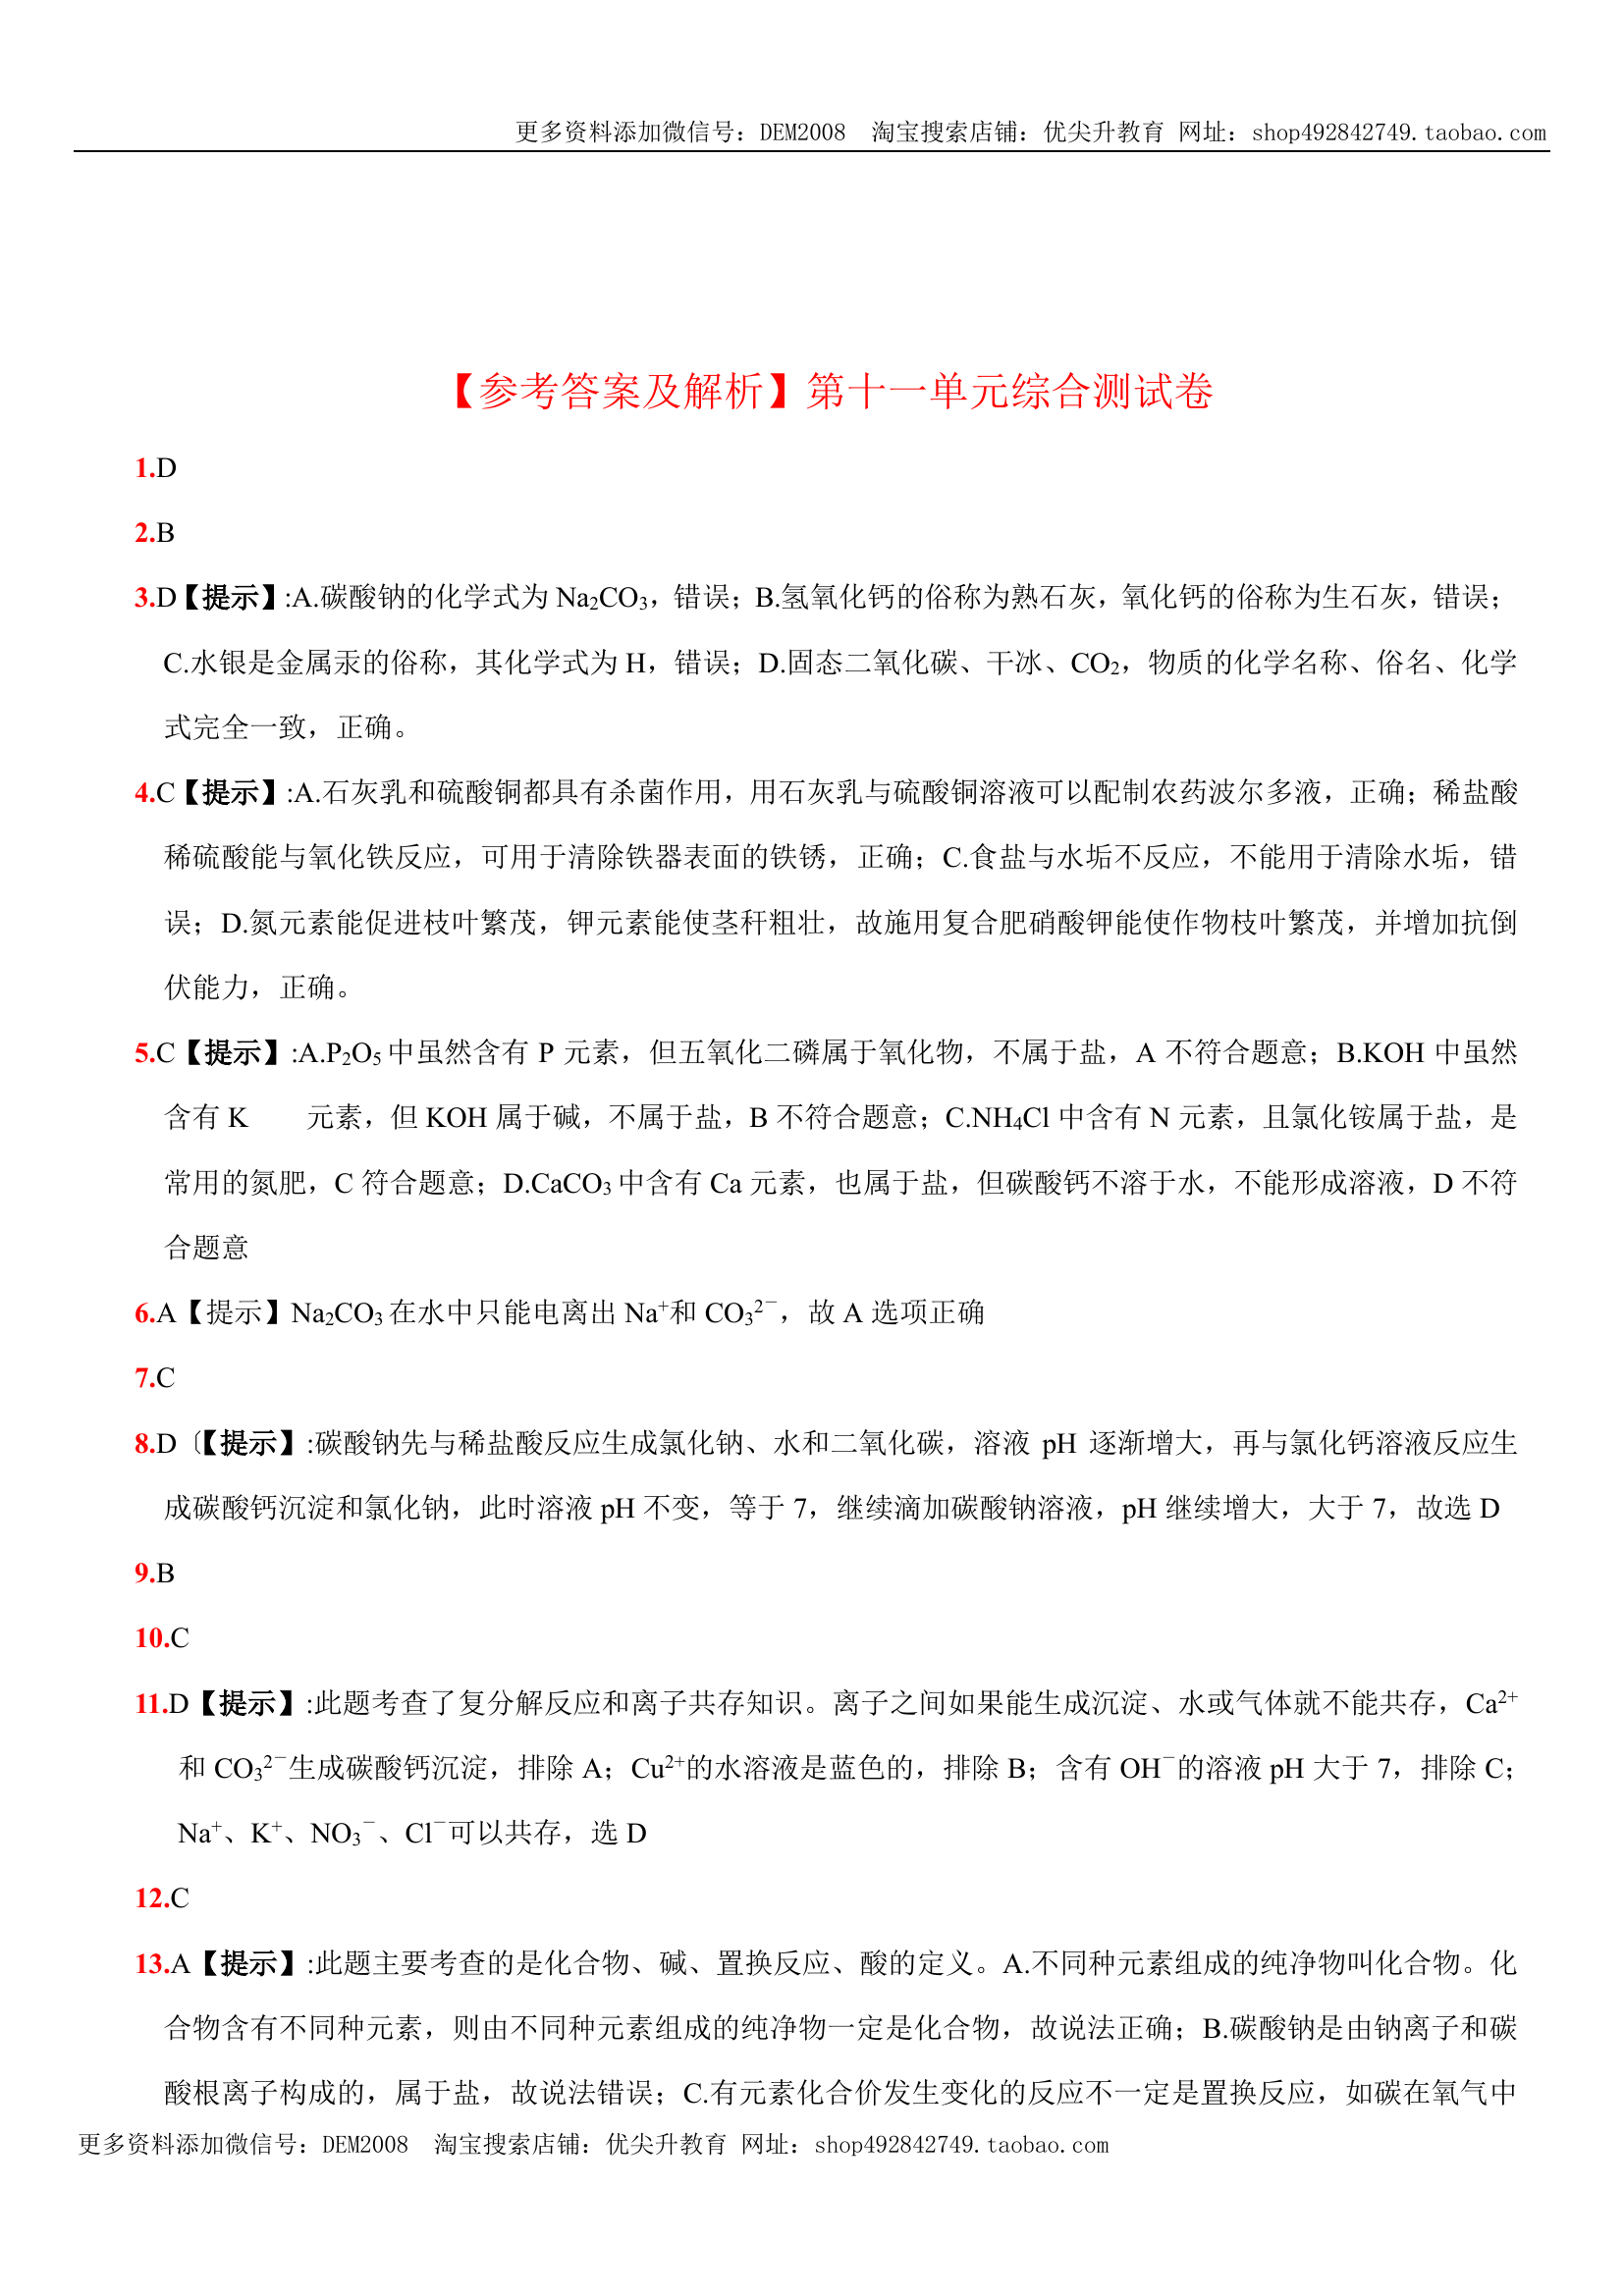 更多资料添加微信号：DEM2008 淘宝搜索店铺：优尖升教育 网址：shop492842749.taobao.com
【参考答案及解析】第十一单元综合测试卷
1.D
2.B
3.D【提示】:A.碳酸钠的化学式为 Na₂CO₃，错误；B.氢氧化钙的俗称为熟石灰，氧化钙的俗称为生石灰，错误；
C.水银是金属汞的俗称，其化学式为 H，错误；D.固态二氧化碳、干冰、CO₂，物质的化学名称、俗名、化学
式完全一致，正确。
4.C【提示】:A.石灰乳和硫酸铜都具有杀菌作用，用石灰乳与硫酸铜溶液可以配制农药波尔多液，正确；稀盐酸
稀硫酸能与氧化铁反应，可用于清除铁器表面的铁锈，正确；C.食盐与水垢不反应，不能用于清除水垢，错
误；D.氮元素能促进枝叶繁茂，钾元素能使茎秆粗壮，故施用复合肥硝酸钾能使作物枝叶繁茂，并增加抗倒
伏能力，正确。
5.C【提示】:A.P₂O₅中虽然含有 P 元素，但五氧化二磷属于氧化物，不属于盐，A 不符合题意；B.KOH 中虽然
含有 K 元素，但 KOH 属于碱，不属于盐，B 不符合题意；C.NH₄Cl 中含有 N 元素，且氯化铵属于盐，是
常用的氮肥，C 符合题意；D.CaCO₃中含有 Ca 元素，也属于盐，但碳酸钙不溶于水，不能形成溶液，D 不符
合题意
6.A【提示】Na₂CO₃在水中只能电离出 Na⁺和 CO₃²⁻，故 A 选项正确
7.C
8.D〔【提示】:碳酸钠先与稀盐酸反应生成氯化钠、水和二氧化碳，溶液 pH 逐渐增大，再与氯化钙溶液反应生
成碳酸钙沉淀和氯化钠，此时溶液 pH 不变，等于 7，继续滴加碳酸钠溶液，pH 继续增大，大于 7，故选 D
9.B
10.C
11.D【提示】:此题考查了复分解反应和离子共存知识。离子之间如果能生成沉淀、水或气体就不能共存，Ca²⁺
和 CO₃²⁻生成碳酸钙沉淀，排除 A；Cu²⁺的水溶液是蓝色的，排除 B；含有 OH⁻的溶液 pH 大于 7，排除 C；
Na⁺、K⁺、NO₃⁻、Cl⁻可以共存，选 D
12.C
13.A【提示】:此题主要考查的是化合物、碱、置换反应、酸的定义。A.不同种元素组成的纯净物叫化合物。化
合物含有不同种元素，则由不同种元素组成的纯净物一定是化合物，故说法正确；B.碳酸钠是由钠离子和碳
酸根离子构成的，属于盐，故说法错误；C.有元素化合价发生变化的反应不一定是置换反应，如碳在氧气中
更多资料添加微信号：DEM2008 淘宝搜索店铺：优尖升教育 网址：shop492842749.taobao.com